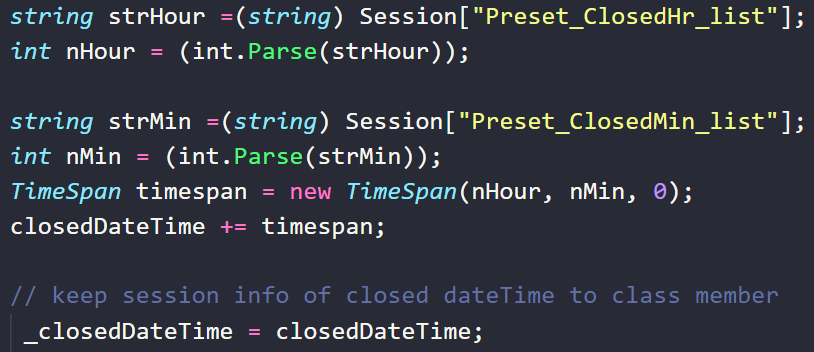 string strHour =(string) Session["Preset_ClosedHr_list"];
int nHour = (int.Parse(strHour));
string strMin =(string) Session["Preset_ClosedMin_list"];
int nMin = (int.Parse(strMin));
TimeSpan timespan = new TimeSpan(nHour, nMin, 0);
closedDateTime += timespan;
// keep session info of closed dateTime to class member
_closedDateTime = closedDateTime;